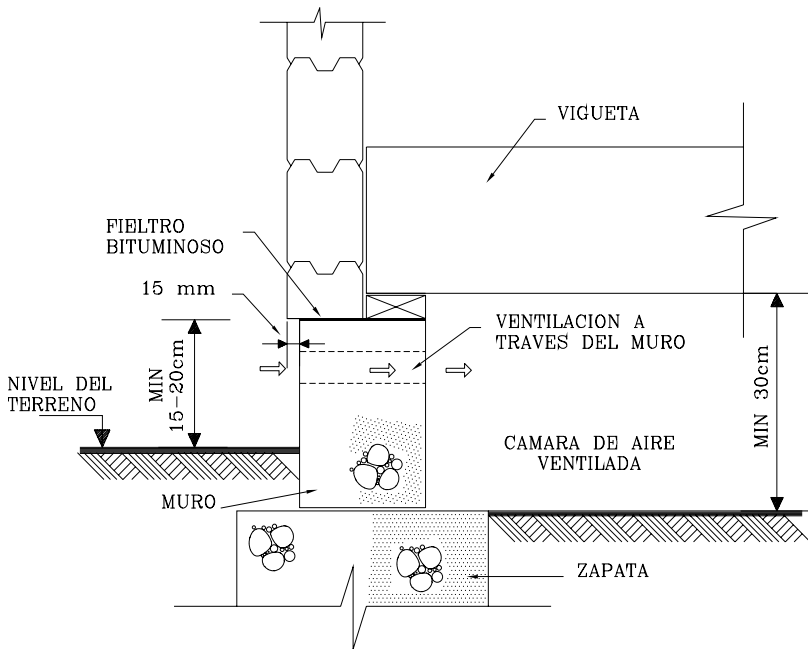 VIGUETA
FIELTRO
BITUMINOSO
15 mm
VENTILACION A
TRAVES DEL MURO
MIN
15-20cm
NIVEL DEL
TERRENO
MIN 30cm
CAMARA DE AIRE
VENTILADA
MURO
ZAPATA